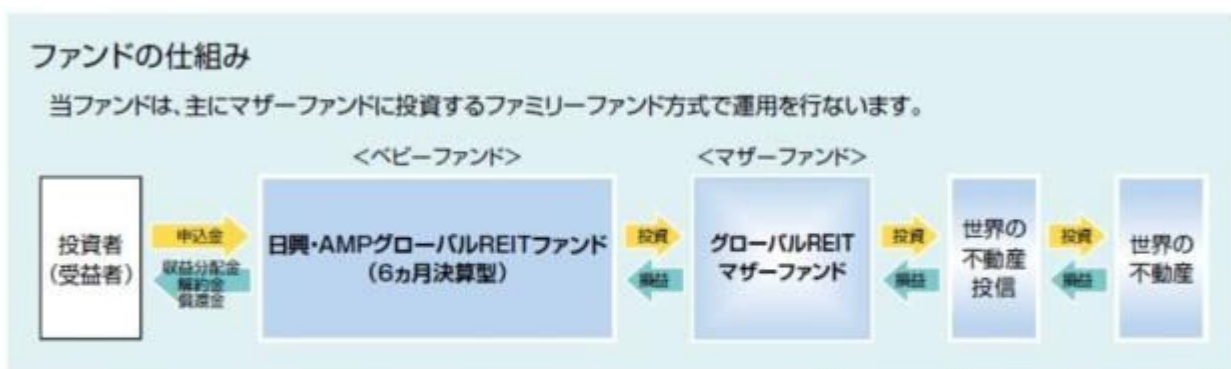 ファンドの仕組み
当ファンドは、主にマザーファンドに投資するファミリーファンド方式で運用を行ないます。
<ベビーファンド>
<マザーファンド>
投資者
(受益者)
申込金
収益分配金
解約金
償還金
日興・AMPグローバルREITファンド
(6ヵ月決算型)
投資
損益
グローバルREIT
マザーファンド
投資
損益
世界の
不動産
投信
投資
損益
世界の
不動産